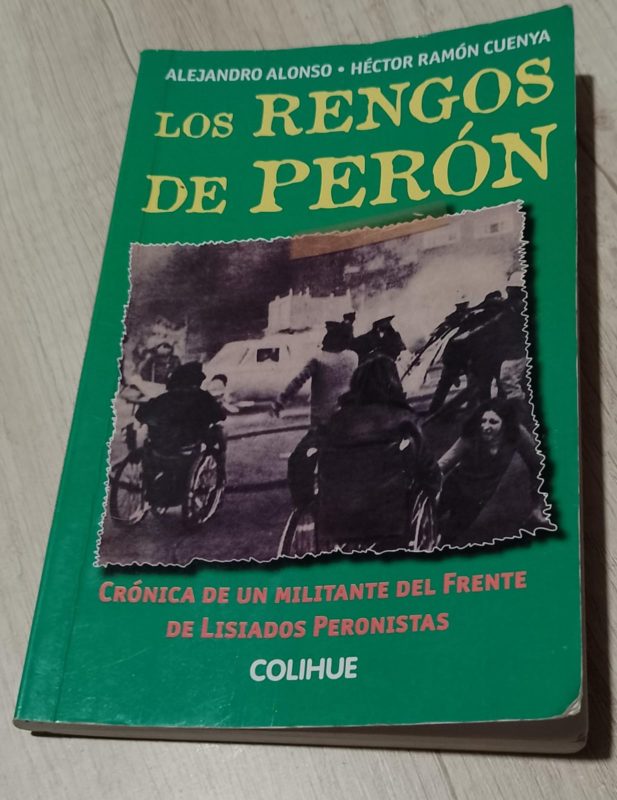 ALEJANDRO ALONSO • HÉCTOR RAMÓN CUENYA
LOS RENGOS
DE PERÓN
CRÓNICA DE UN MILITANTE DEL FRENTE
DE LISIADOS PERONISTAS
COLIHUE